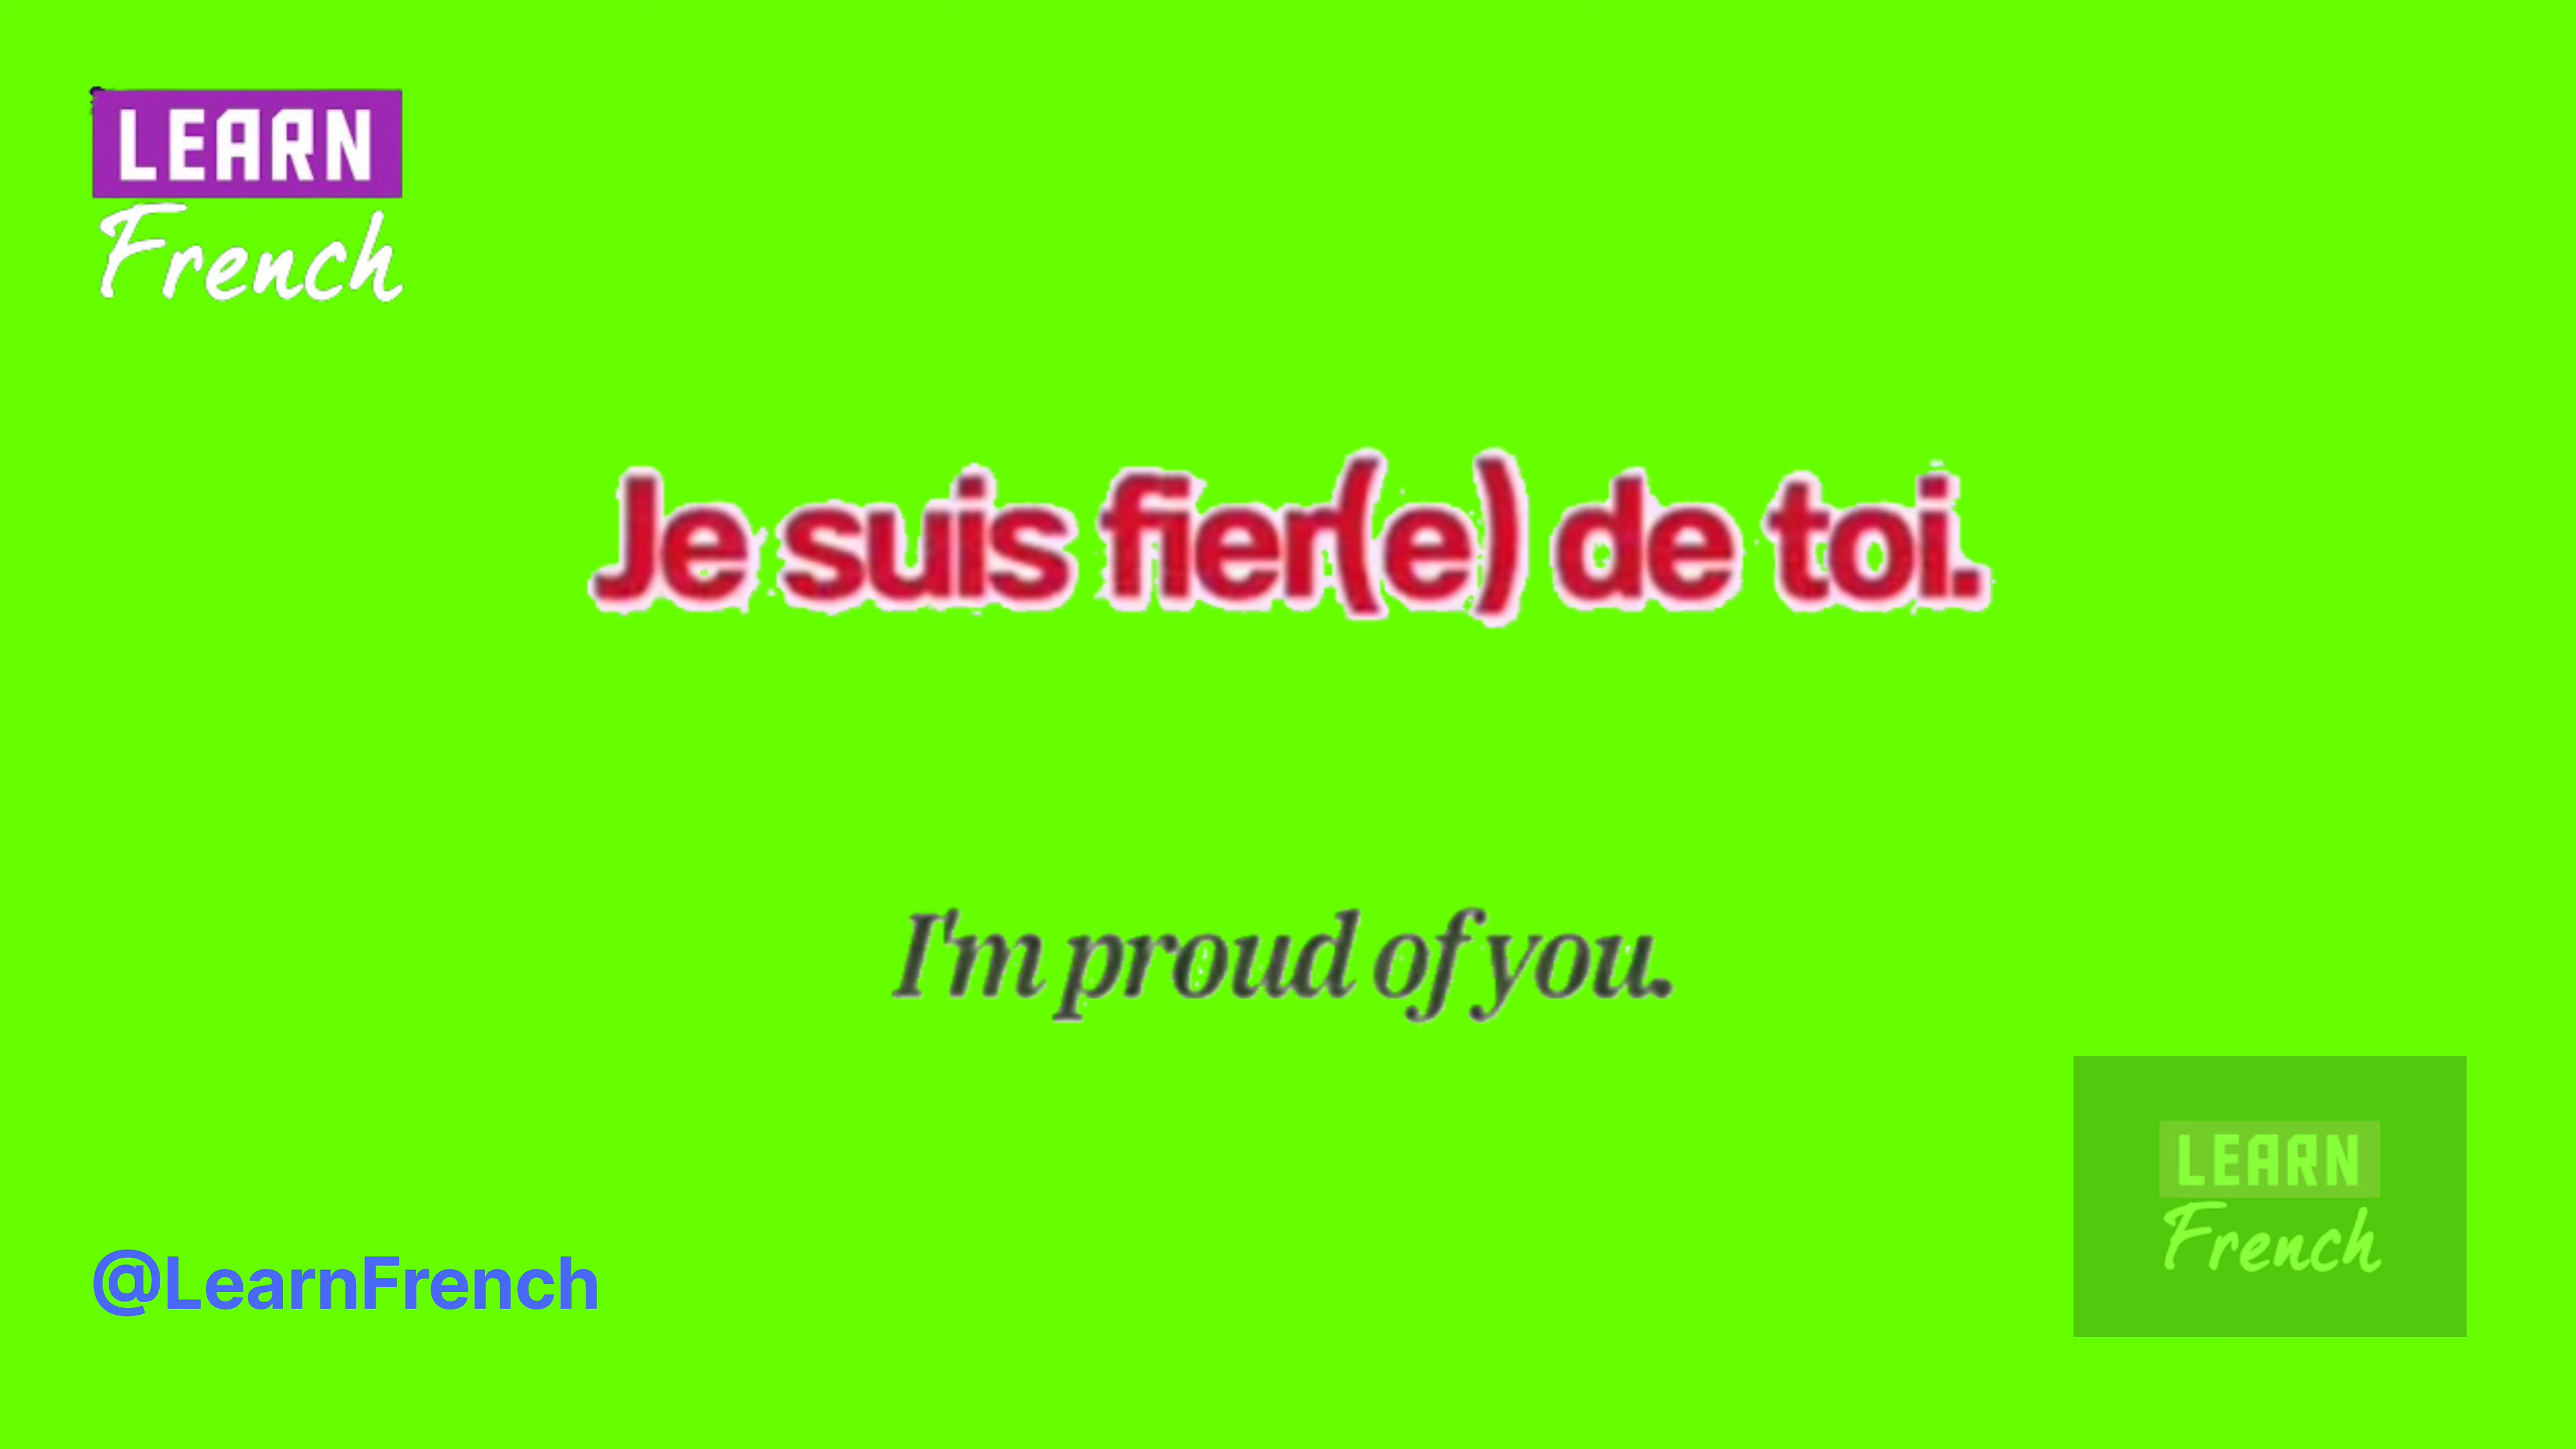 LEARN
French
Je suis fier(e) de toi.
I'm proud of you.
LEARN
French
@LearnFrench